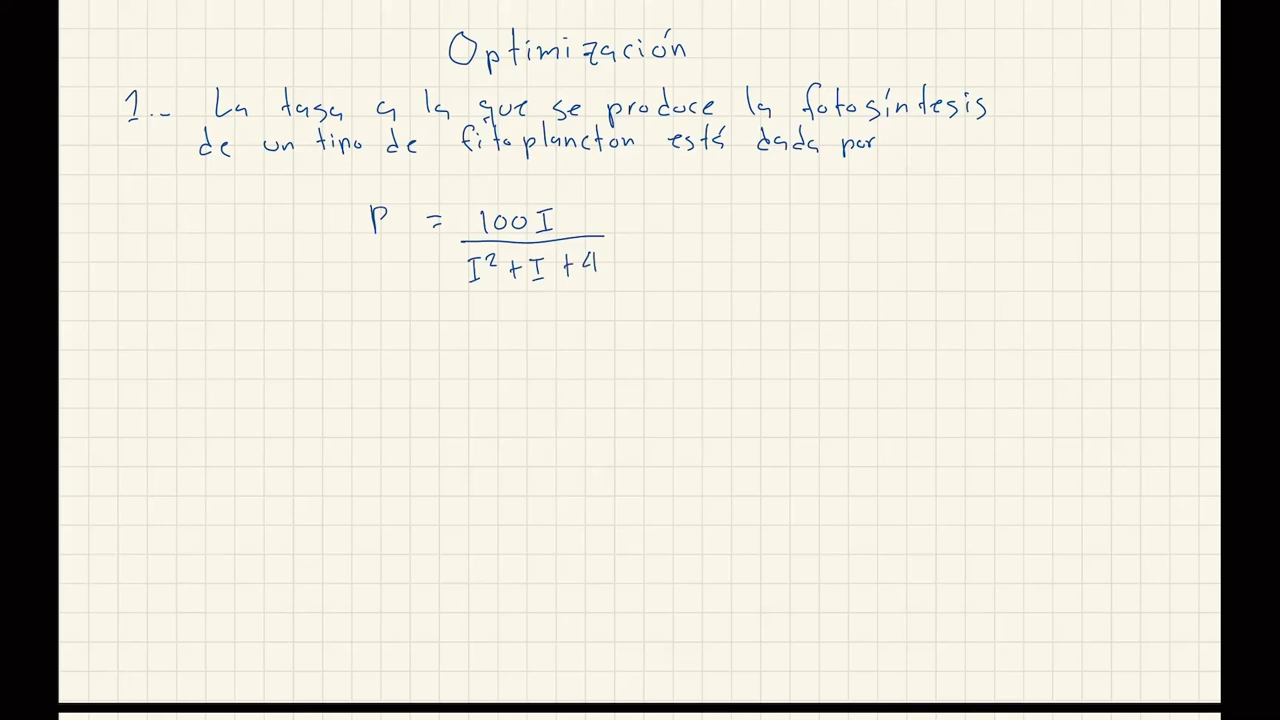 Optimización
1.- La tasa a la que se produce la fotosíntesis
de un tipo de fitoplancton está dada por
P = 100I
I² + I + 4